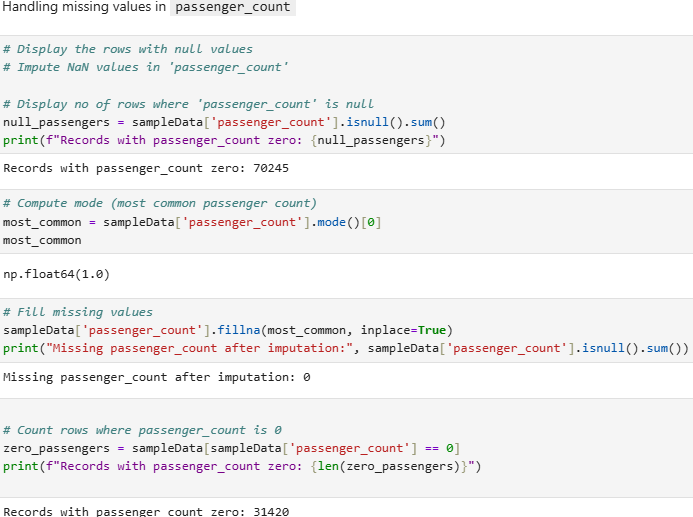 Handling missing values in passenger_count
# Display the rows with null values
# Impute NaN values in 'passenger_count'
# Display no of rows where 'passenger_count' is null
null_passengers = sampleData['passenger_count'].isnull().sum()
print(f"Records with passenger_count zero: {null_passengers}")
Records with passenger_count zero: 70245
# Compute mode (most common passenger count)
most_common = sampleData['passenger_count'].mode()[0]
most_common
np.float64(1.0)
# Fill missing values
sampleData['passenger_count'].fillna(most_common, inplace=True)
print("Missing passenger_count after imputation:", sampleData['passenger_count'].isnull().sum())
Missing passenger_count after imputation: 0
# Count rows where passenger_count is 0
zero_passengers = sampleData[sampleData['passenger_count'] == 0]
print(f"Records with passenger_count zero: {len(zero_passengers)}")
Records with passenger count zero: 31420